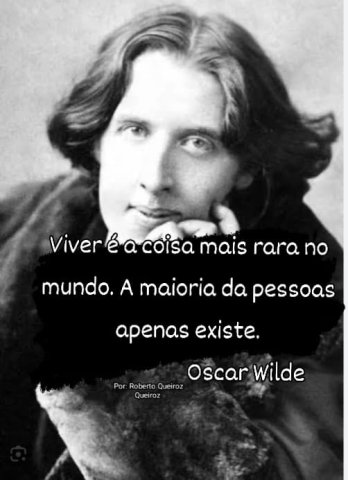 Viver é a coisa mais rara no
mundo. A maioria da pessoas
apenas existe.
Oscar Wilde
Por: Roberto Queiroz
Queiroz